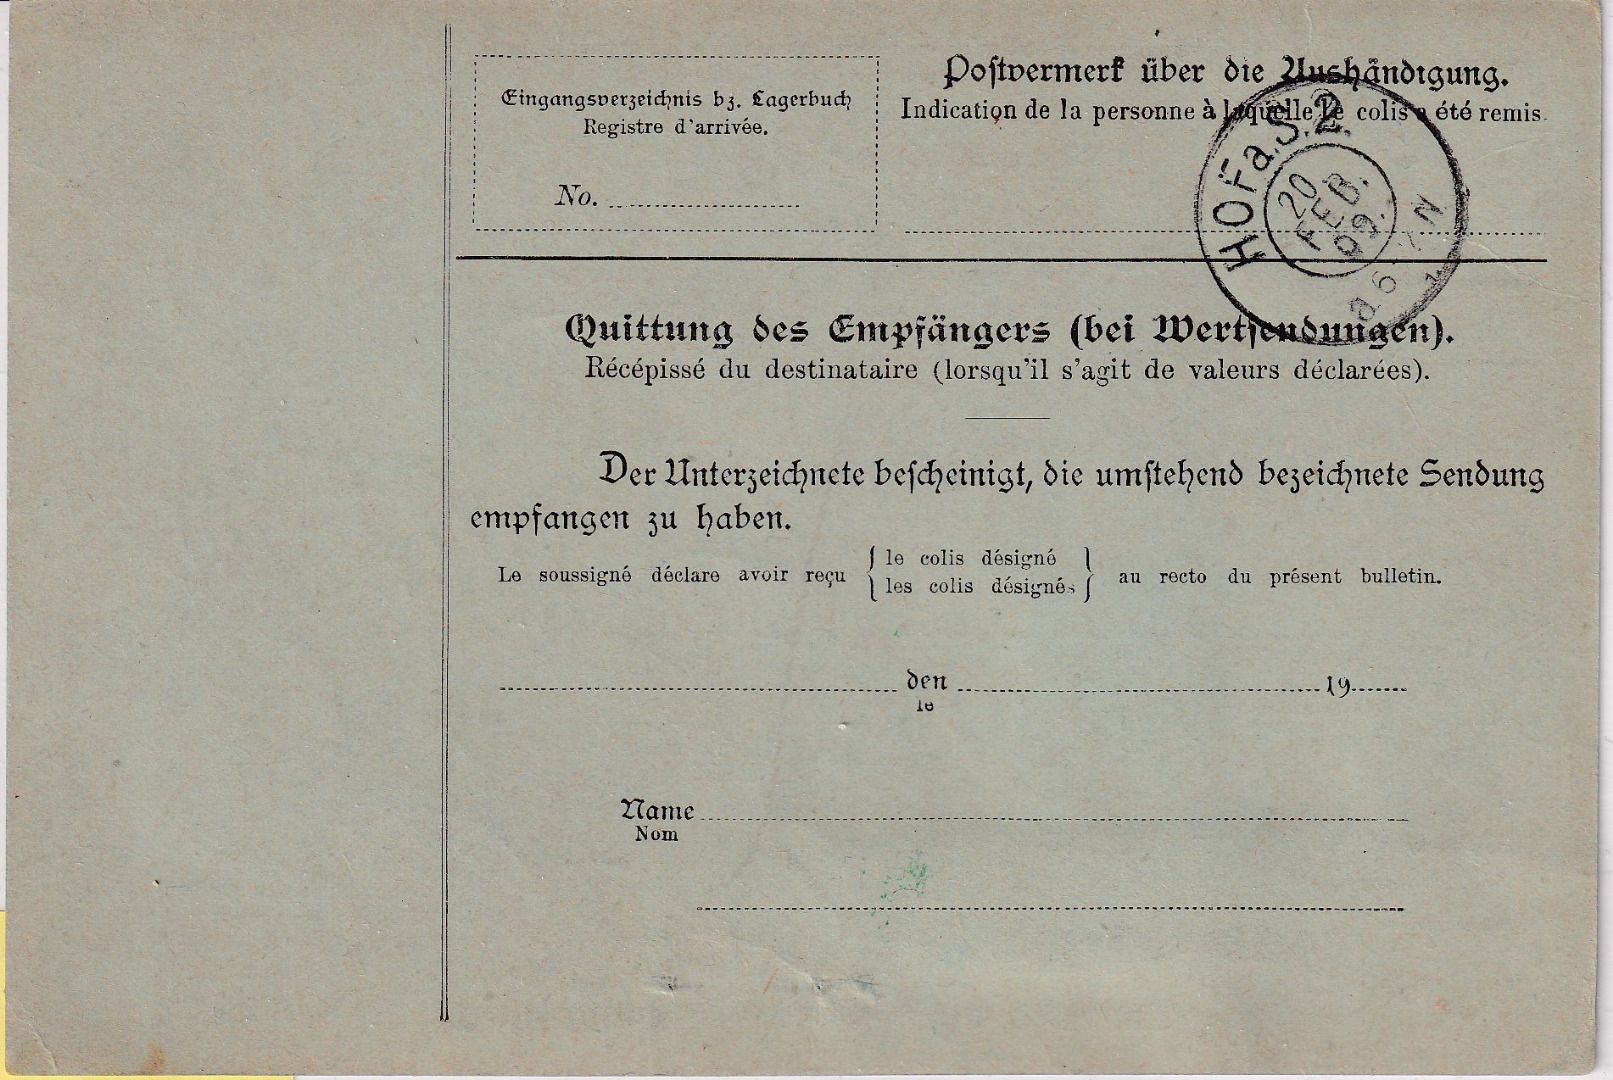 Eingangsverzeichnis bz. Lagerbuch
Registre d'arrivée.
No.
Postvermerk über die Aushändigung.
Indication de la personne à laquelle le colis a été remis.
HOF a.S. 2.
20
FEB.
09.
Quittung des Empfängers (bei Wertsendungen).
Récépissé du destinataire (lorsqu'il s'agit de valeurs déclarées).
Der Unterzeichnete bescheinigt, die umstehend bezeichnete Sendung
empfangen zu haben.
Le soussigné déclare avoir reçu { le colis désigné / les colis désignés } au recto du présent bulletin.
den 19
le
Name
Nom